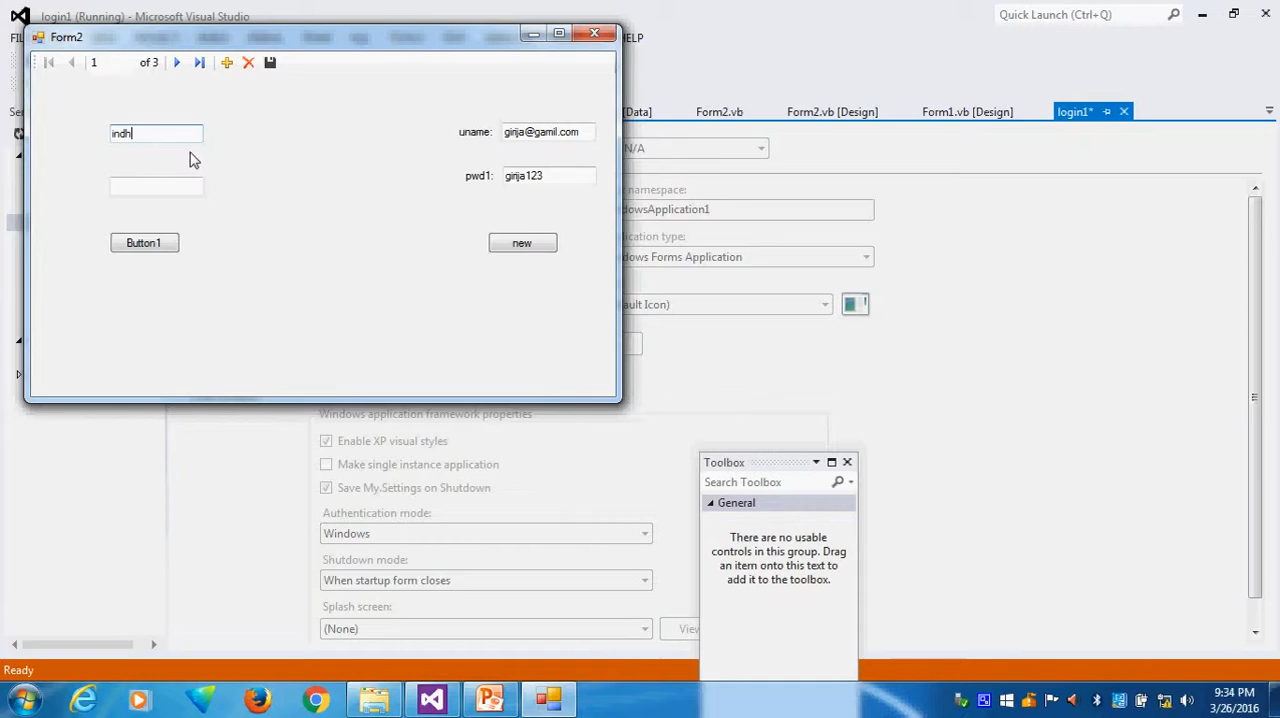 login1 (Running) - Microsoft Visual Studio
Quick Launch (Ctrl+Q)
Form2
HELP
1 of 3
[Data]
Form2.vb
Form2.vb [Design]
Form1.vb [Design]
login1*
indh
uname: girija@gamil.com
N/A
pwd1: girija123
namespace:
dowsApplication1
Button1
new
lication type:
dows Forms Application
ault Icon)
Windows application framework properties
Enable XP visual styles
Make single instance application
Save My.Settings on Shutdown
Authentication mode:
Windows
Shutdown mode:
When startup form closes
Splash screen:
(None)
View
Toolbox
Search Toolbox
General
There are no usable
controls in this group. Drag
an item onto this text to
add it to the toolbox.
Ready
9:34 PM
3/26/2016